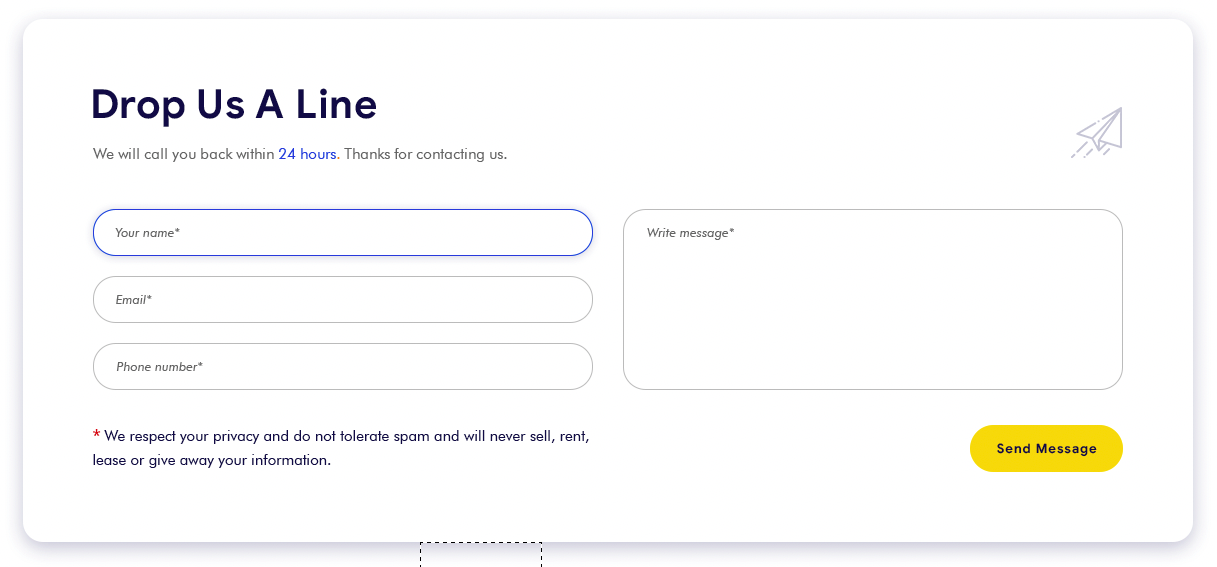 Drop Us A Line
We will call you back within 24 hours. Thanks for contacting us.
Your name*
Write message*
Email*
Phone number*
* We respect your privacy and do not tolerate spam and will never sell, rent,
lease or give away your information.
Send Message